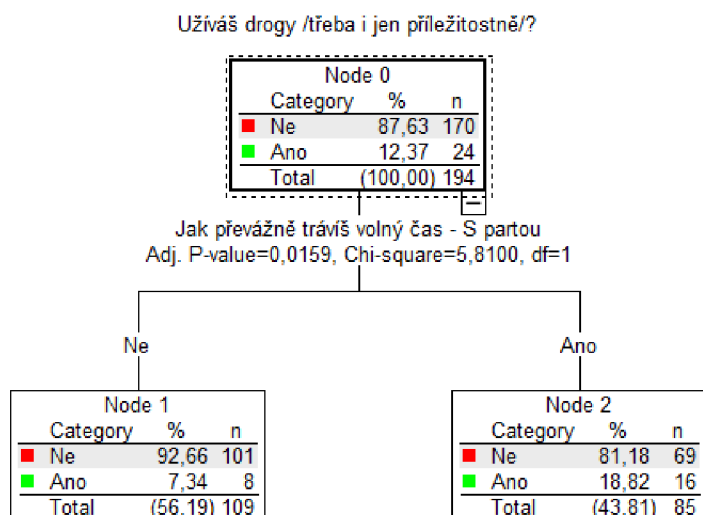 Užíváš drogy /třeba i jen příležitostně/?
Node 0
Category % n
Ne 87,63 170
Ano 12,37 24
Total (100,00) 194
Jak převážně trávíš volný čas - S partou
Adj. P-value=0,0159, Chi-square=5,8100, df=1
Ne
Ano
Node 1
Category % n
Ne 92,66 101
Ano 7,34 8
Total (56,19) 109
Node 2
Category % n
Ne 81,18 69
Ano 18,82 16
Total (43,81) 85